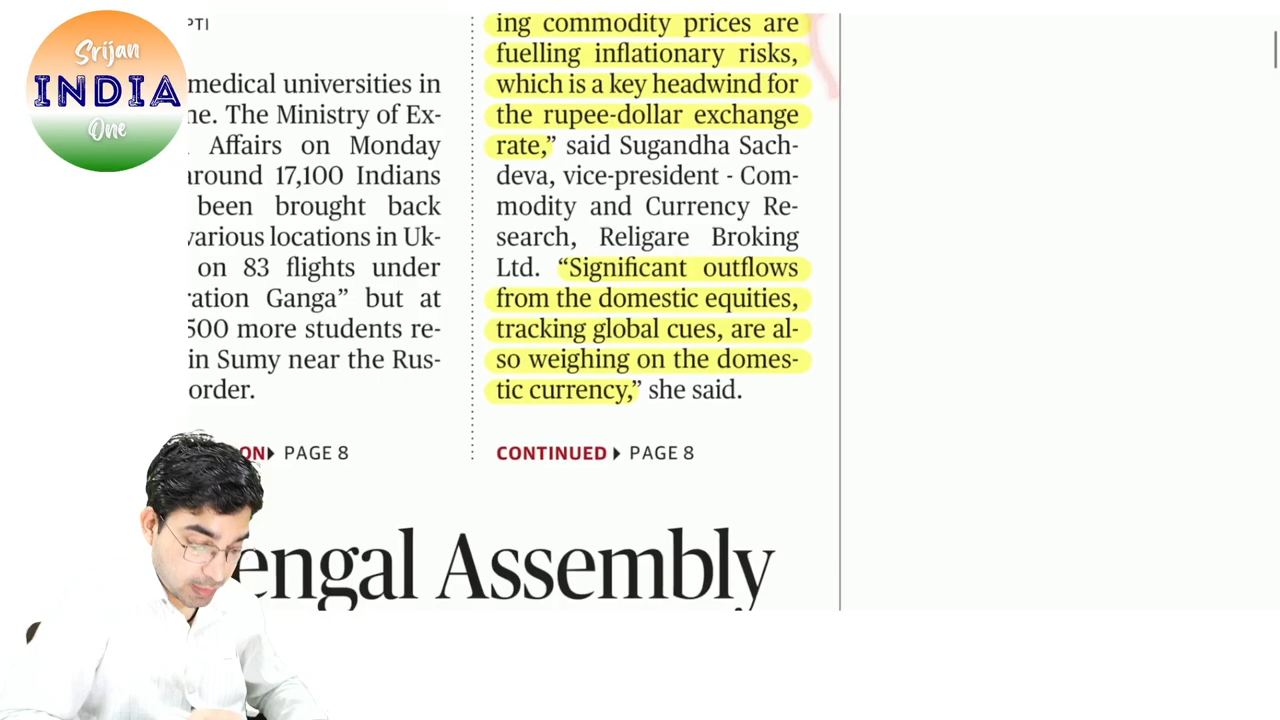 Srijan
INDIA
One
PTI
medical universities in
ne. The Ministry of Ex-
Affairs on Monday
around 17,100 Indians
been brought back
various locations in Uk-
on 83 flights under
ration Ganga” but at
500 more students re-
in Sumy near the Rus-
order.
ON PAGE 8
ing commodity prices are
fuelling inflationary risks,
which is a key headwind for
the rupee-dollar exchange
rate,” said Sugandha Sach-
deva, vice-president - Com-
modity and Currency Re-
search, Religare Broking
Ltd. “Significant outflows
from the domestic equities,
tracking global cues, are al-
so weighing on the domes-
tic currency,” she said.
CONTINUED PAGE 8
engal Assembly